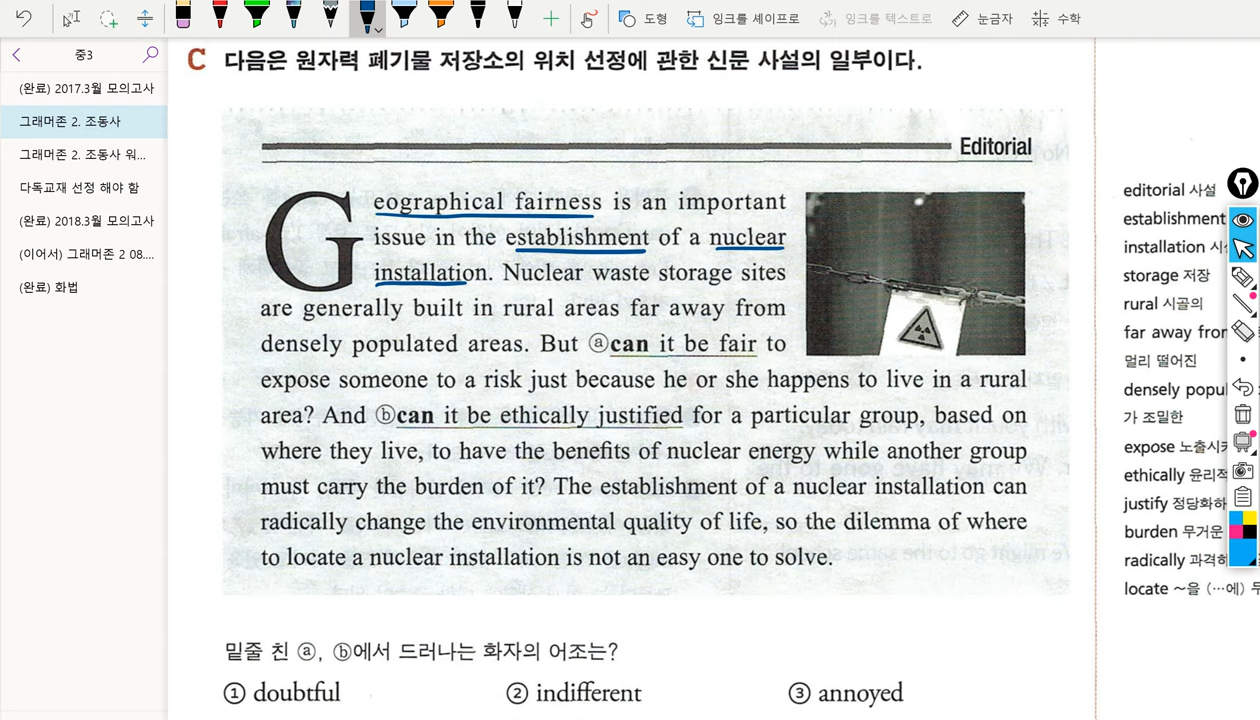 도형
잉크를 셰이프로
잉크를 텍스트로
눈금자
수학
중3
(완료) 2017.3월 모의고사
그래머존 2. 조동사
그래머존 2. 조동사 워...
다독교재 선정 해야 함
(완료) 2018.3월 모의고사
(이어서) 그래머존 2 08....
(완료) 화법
C 다음은 원자력 폐기물 저장소의 위치 선정에 관한 신문 사설의 일부이다.
Editorial
Geographical fairness is an important
issue in the establishment of a nuclear
installation. Nuclear waste storage sites
are generally built in rural areas far away from
densely populated areas. But ⓐcan it be fair to
expose someone to a risk just because he or she happens to live in a rural
area? And ⓑcan it be ethically justified for a particular group, based on
where they live, to have the benefits of nuclear energy while another group
must carry the burden of it? The establishment of a nuclear installation can
radically change the environmental quality of life, so the dilemma of where
to locate a nuclear installation is not an easy one to solve.
밑줄 친 ⓐ, ⓑ에서 드러나는 화자의 어조는?
① doubtful ② indifferent ③ annoyed
editorial 사설
establishment
installation
storage 저장
rural 시골의
far away from
멀리 떨어진
densely popul
가 조밀한
expose 노출시키
ethically 윤리적
justify 정당화하
burden 무거운
radically 과격하
locate ~을 (…에) 두